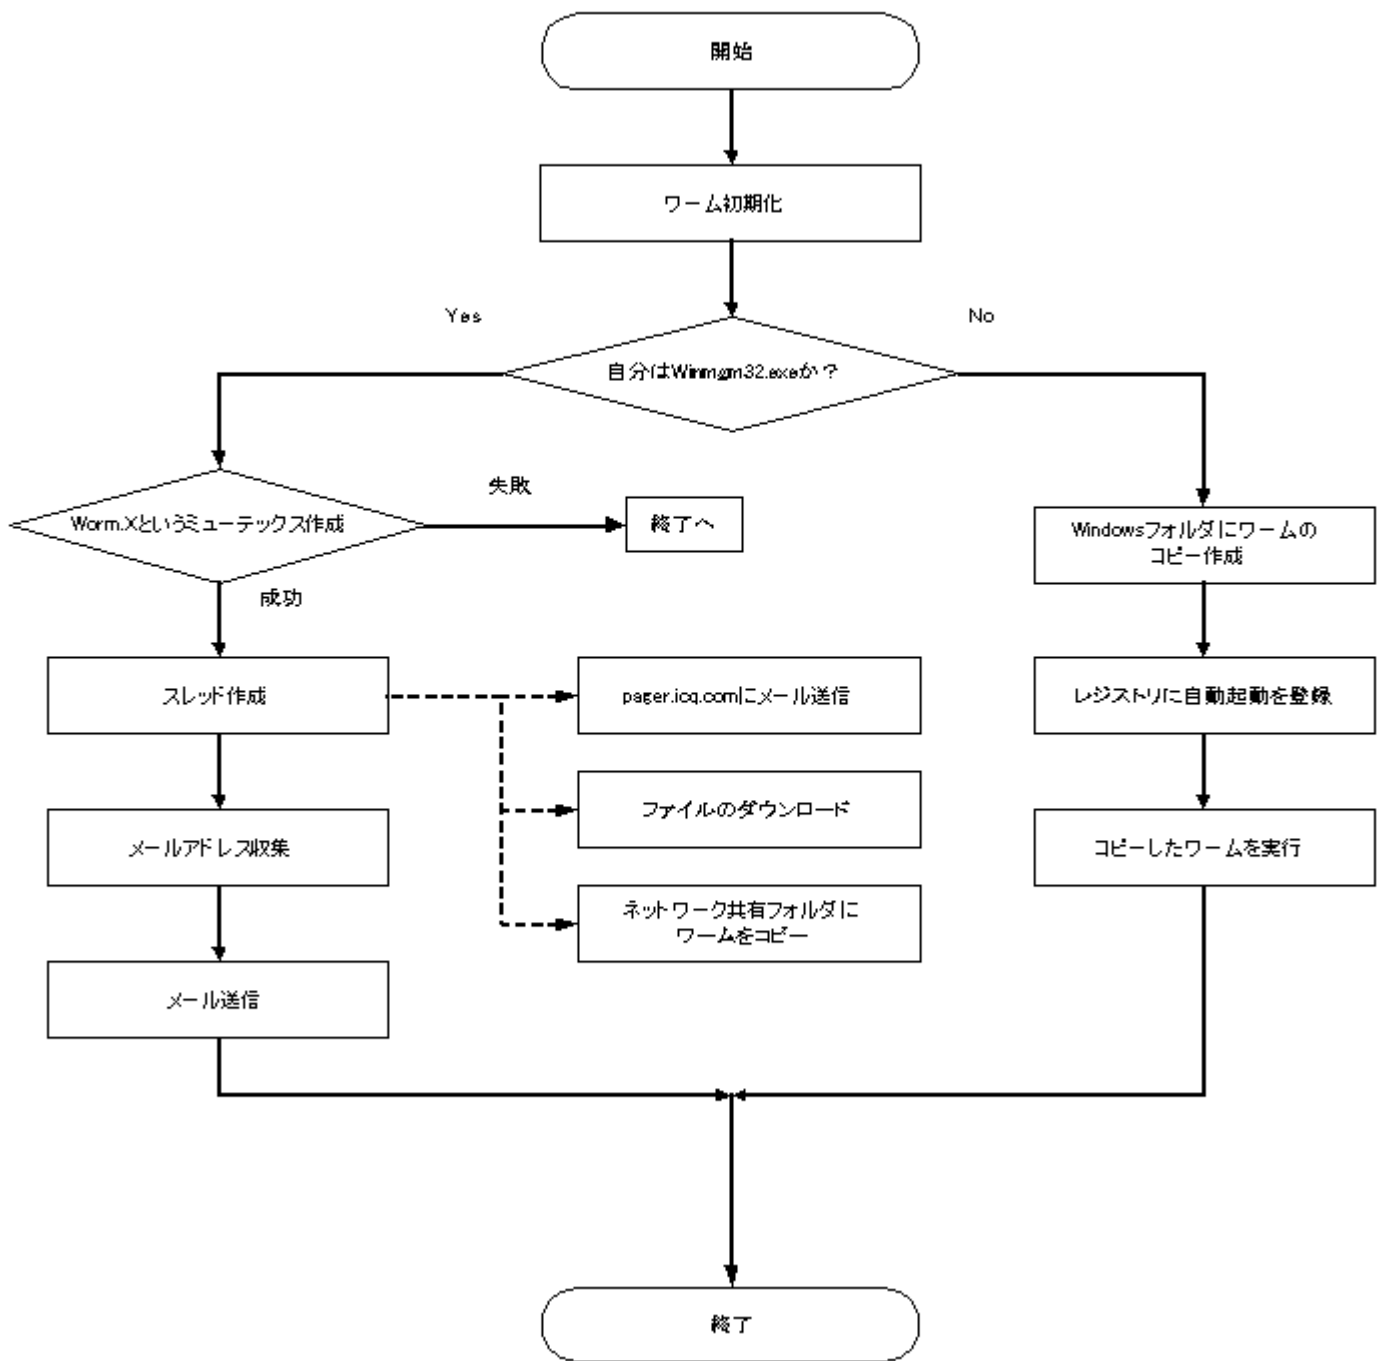 開始
ワーム初期化
Yes
No
自分はWinmgm32.exeか？
失敗
Worm.Xというミューテックス作成
終了へ
Windowsフォルダにワームの
コピー作成
成功
スレッド作成
pager.icq.comにメール送信
レジストリに自動起動を登録
ファイルのダウンロード
メールアドレス収集
コピーしたワームを実行
ネットワーク共有フォルダに
ワームをコピー
メール送信
終了